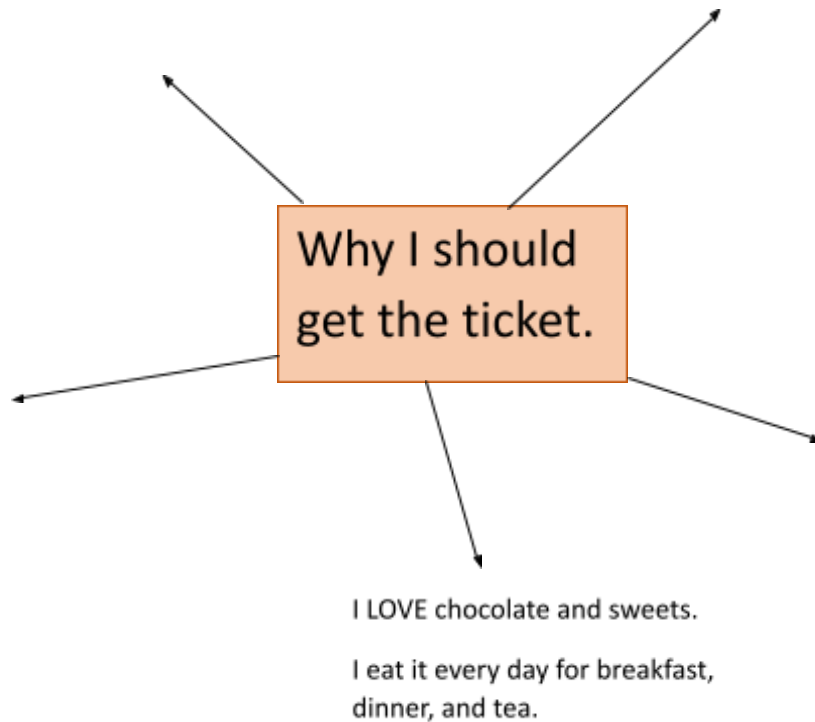 Why I should
get the ticket.
I LOVE chocolate and sweets.
I eat it every day for breakfast,
dinner, and tea.